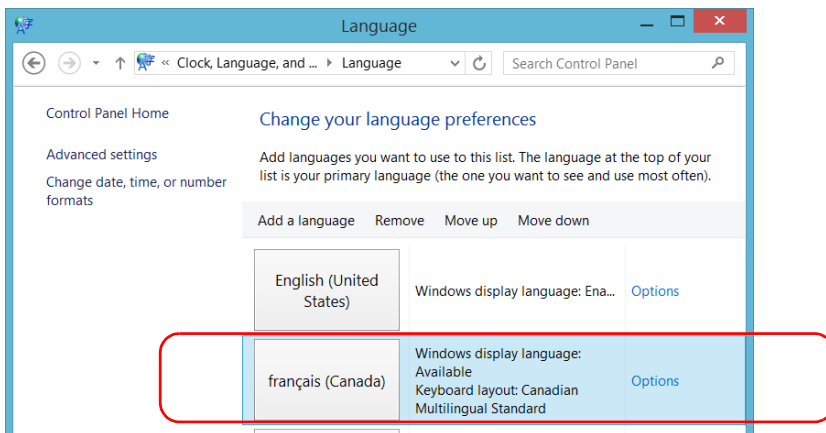 Language
« Clock, Language, and ... Language
Search Control Panel
Control Panel Home
Advanced settings
Change date, time, or number
formats
Change your language preferences
Add languages you want to use to this list. The language at the top of your
list is your primary language (the one you want to see and use most often).
Add a language Remove Move up Move down
English (United
States)
Windows display language: Ena...
Options
français (Canada)
Windows display language:
Available
Keyboard layout: Canadian
Multilingual Standard
Options